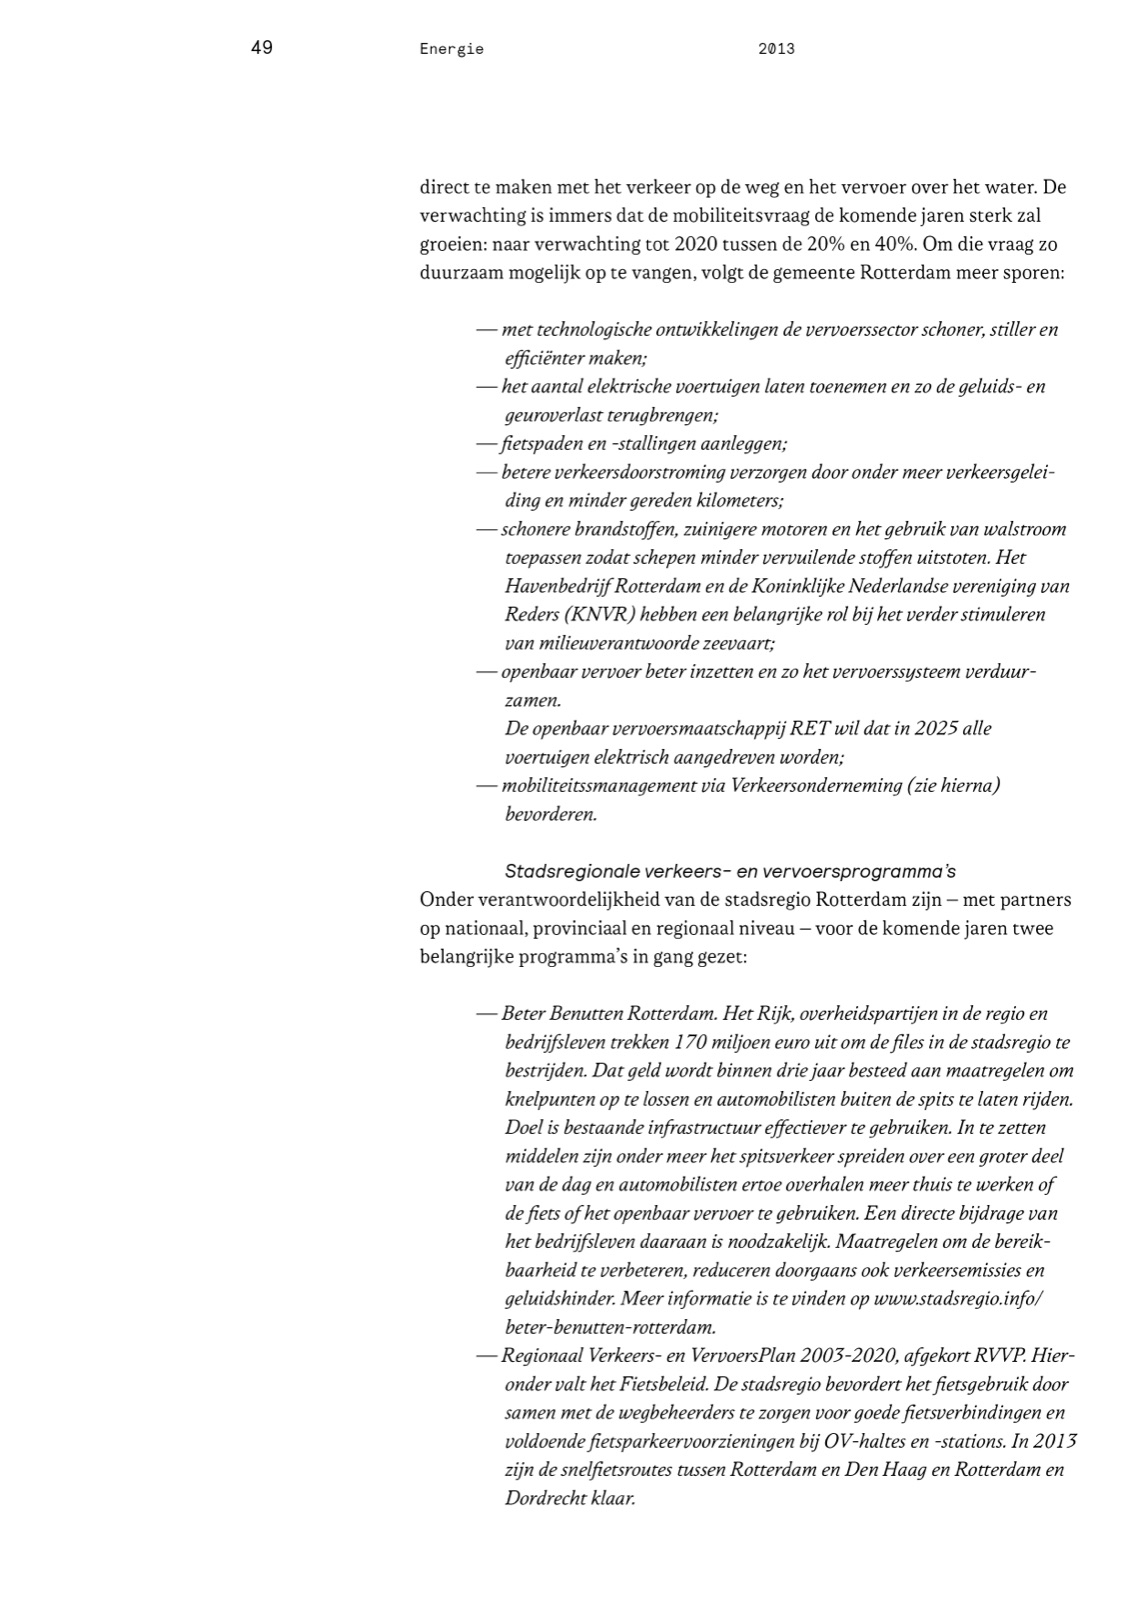 49 Energie 2013
direct te maken met het verkeer op de weg en het vervoer over het water. De
verwachting is immers dat de mobiliteitsvraag de komende jaren sterk zal
groeien: naar verwachting tot 2020 tussen de 20% en 40%. Om die vraag zo
duurzaam mogelijk op te vangen, volgt de gemeente Rotterdam meer sporen:
— met technologische ontwikkelingen de vervoerssector schoner, stiller en
efficiënter maken;
— het aantal elektrische voertuigen laten toenemen en zo de geluids- en
geuroverlast terugbrengen;
— fietspaden en -stallingen aanleggen;
— betere verkeersdoorstroming verzorgen door onder meer verkeersgelei-
ding en minder gereden kilometers;
— schonere brandstoffen, zuinigere motoren en het gebruik van walstroom
toepassen zodat schepen minder vervuilende stoffen uitstoten. Het
Havenbedrijf Rotterdam en de Koninklijke Nederlandse vereniging van
Reders (KNVR) hebben een belangrijke rol bij het verder stimuleren
van milieuverantwoorde zeevaart;
— openbaar vervoer beter inzetten en zo het vervoerssysteem verduur-
zamen.
De openbaar vervoersmaatschappij RET wil dat in 2025 alle
voertuigen elektrisch aangedreven worden;
— mobiliteitssmanagement via Verkeersonderneming (zie hierna)
bevorderen.
Stadsregionale verkeers- en vervoersprogramma's
Onder verantwoordelijkheid van de stadsregio Rotterdam zijn – met partners
op nationaal, provinciaal en regionaal niveau – voor de komende jaren twee
belangrijke programma's in gang gezet:
— Beter Benutten Rotterdam. Het Rijk, overheidspartijen in de regio en
bedrijfsleven trekken 170 miljoen euro uit om de files in de stadsregio te
bestrijden. Dat geld wordt binnen drie jaar besteed aan maatregelen om
knelpunten op te lossen en automobilisten buiten de spits te laten rijden.
Doel is bestaande infrastructuur effectiever te gebruiken. In te zetten
middelen zijn onder meer het spitsverkeer spreiden over een groter deel
van de dag en automobilisten ertoe overhalen meer thuis te werken of
de fiets of het openbaar vervoer te gebruiken. Een directe bijdrage van
het bedrijfsleven daaraan is noodzakelijk. Maatregelen om de bereik-
baarheid te verbeteren, reduceren doorgaans ook verkeersemissies en
geluidshinder. Meer informatie is te vinden op www.stadsregio.info/
beter-benutten-rotterdam.
— Regionaal Verkeers- en VervoersPlan 2003-2020, afgekort RVVP. Hier-
onder valt het Fietsbeleid. De stadsregio bevordert het fietsgebruik door
samen met de wegbeheerders te zorgen voor goede fietsverbindingen en
voldoende fietsparkeervoorzieningen bij OV-haltes en -stations. In 2013
zijn de snelfietsroutes tussen Rotterdam en Den Haag en Rotterdam en
Dordrecht klaar.